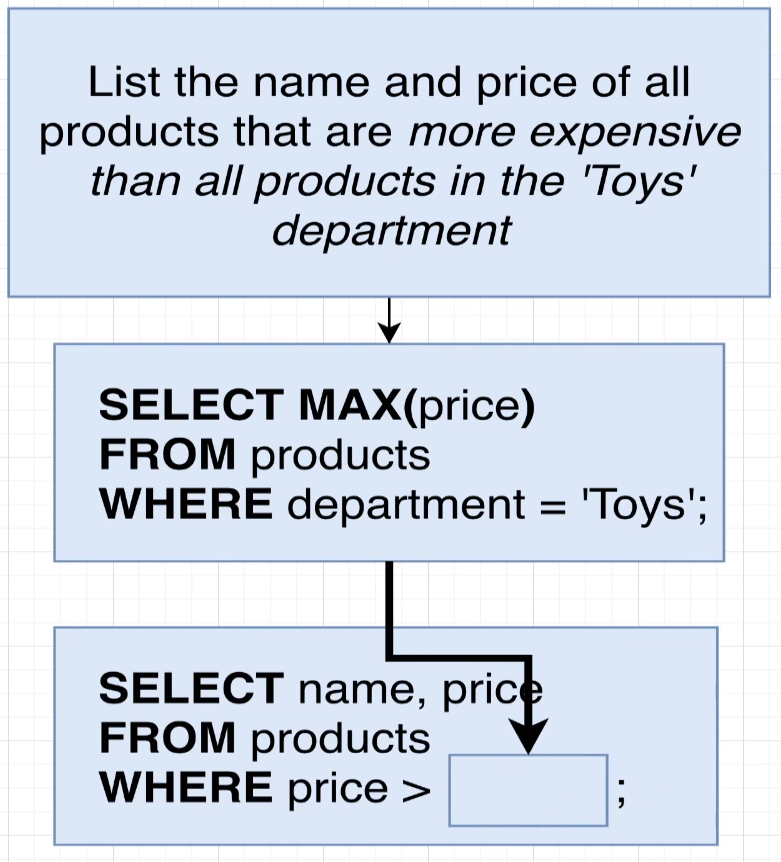 List the name and price of all
products that are more expensive
than all products in the 'Toys'
department
SELECT MAX(price)
FROM products
WHERE department = 'Toys';
SELECT name, price
FROM products
WHERE price > ;